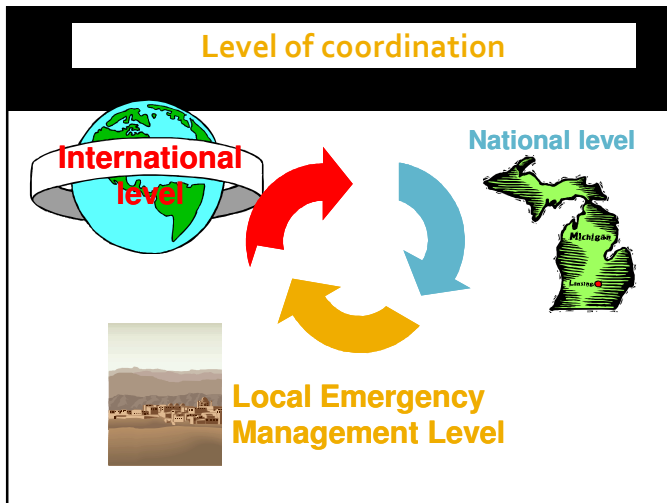 Level of coordination
International
level
National level
Michigan
Lansing
Local Emergency
Management Level